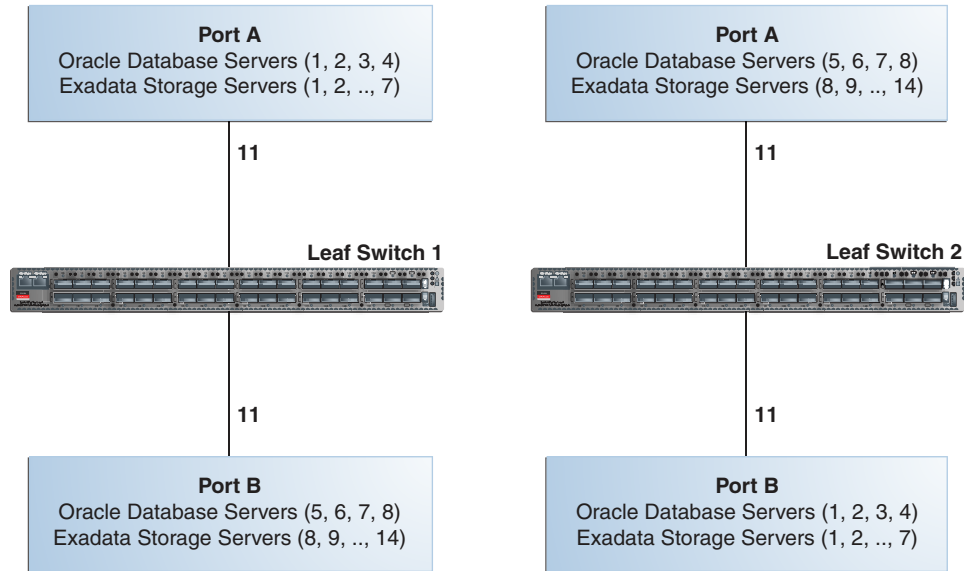 Port A
Oracle Database Servers (1, 2, 3, 4)
Exadata Storage Servers (1, 2, .., 7)
11
Leaf Switch 1
11
Port B
Oracle Database Servers (5, 6, 7, 8)
Exadata Storage Servers (8, 9, .., 14)
Port A
Oracle Database Servers (5, 6, 7, 8)
Exadata Storage Servers (8, 9, .., 14)
11
Leaf Switch 2
11
Port B
Oracle Database Servers (1, 2, 3, 4)
Exadata Storage Servers (1, 2, .., 7)